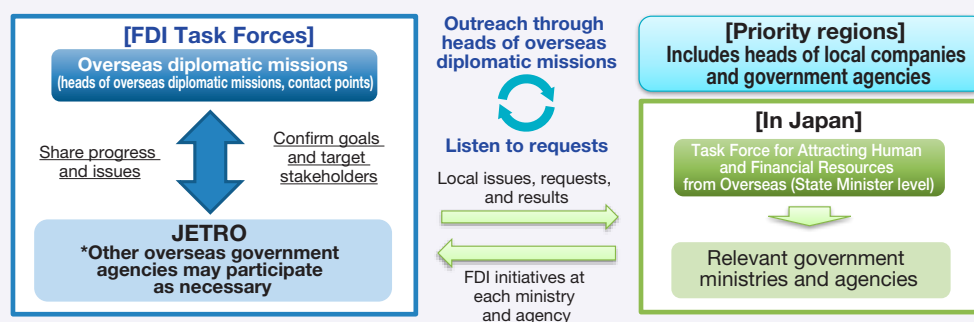 [FDI Task Forces]
Overseas diplomatic missions
(heads of overseas diplomatic missions, contact points)
Share progress
and issues
Confirm goals
and target
stakeholders
JETRO
*Other overseas government
agencies may participate
as necessary
Outreach through
heads of overseas
diplomatic missions
Listen to requests
Local issues, requests,
and results
FDI initiatives at
each ministry
and agency
[Priority regions]
Includes heads of local companies
and government agencies
[In Japan]
Task Force for Attracting Human
and Financial Resources
from Overseas (State Minister level)
Relevant government
ministries and agencies